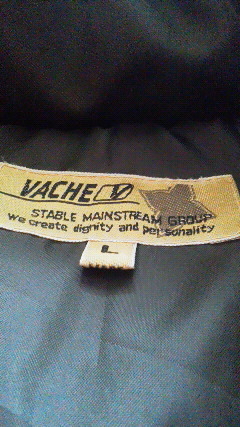 VACHE V
STABLE MAINSTREAM GROUP
we create dignity and personality
L